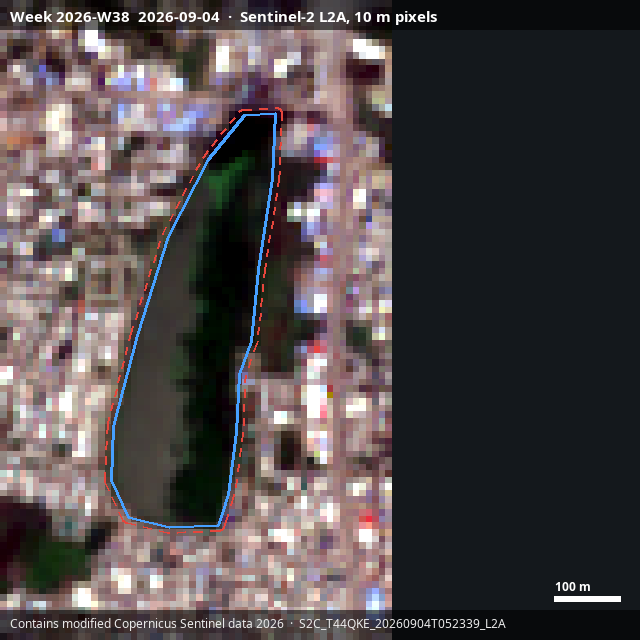 Week 2026-W38  2026-09-04  ·  Sentinel-2 L2A, 10 m pixels
100 m
Contains modified Copernicus Sentinel data 2026  ·  S2C_T44QKE_20260904T052339_L2A